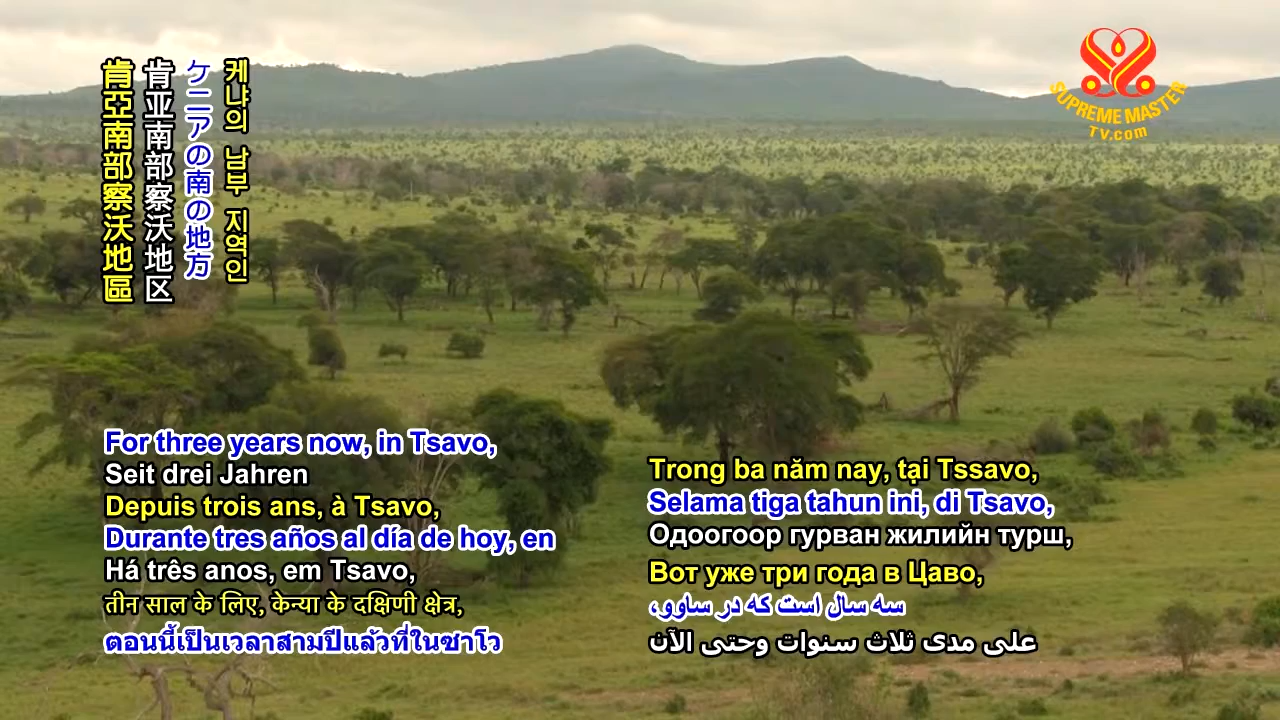 肯亞南部察沃地區
肯亚南部察沃地区
ケニアの南の地方
케냐의 남부 지역인
SUPREME MASTER
TV.com
For three years now, in Tsavo,
Seit drei Jahren
Depuis trois ans, à Tsavo,
Durante tres años al día de hoy, en
Há três anos, em Tsavo,
तीन साल के लिए, केन्या के दक्षिणी क्षेत्र,
ตอนนี้เป็นเวลาสามปีแล้วที่ในซาโว
Trong ba năm nay, tại Tssavo,
Selama tiga tahun ini, di Tsavo,
Одоогоор гурван жилийн турш,
Вот уже три года в Цаво,
سه سال است که در ساوو،
على مدى ثلاث سنوات وحتى الآن